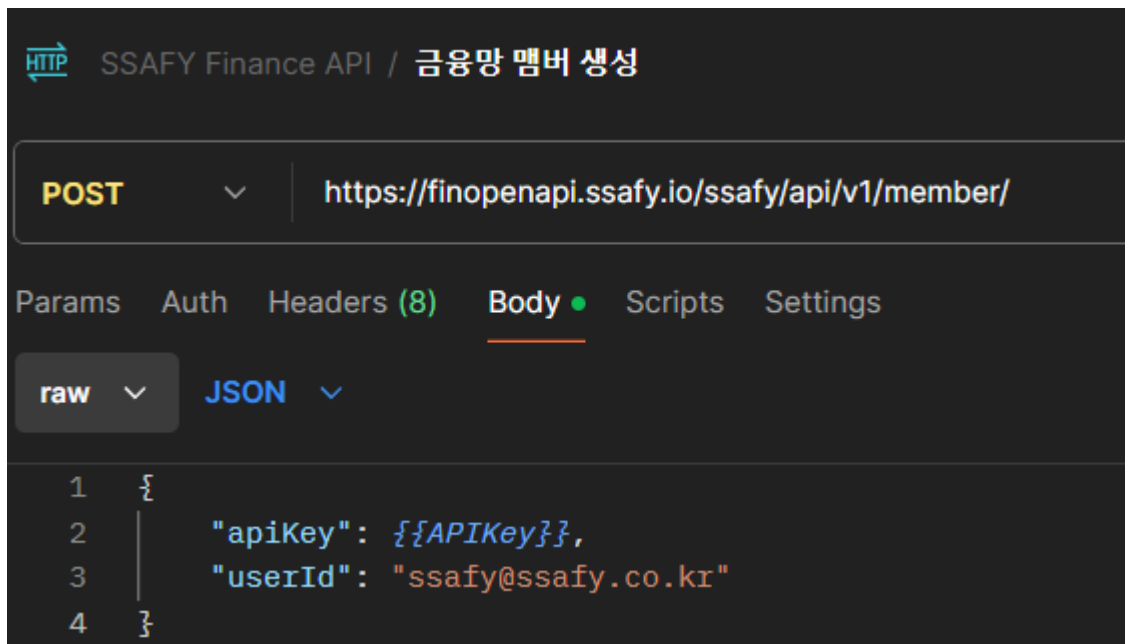 HTTP SSAFY Finance API / 금융망 맴버 생성
POST https://finopenapi.ssafy.io/ssafy/api/v1/member/
Params Auth Headers (8) Body Scripts Settings
raw JSON
1 {
2 "apiKey": {{APIKey}},
3 "userId": "ssafy@ssafy.co.kr"
4 }